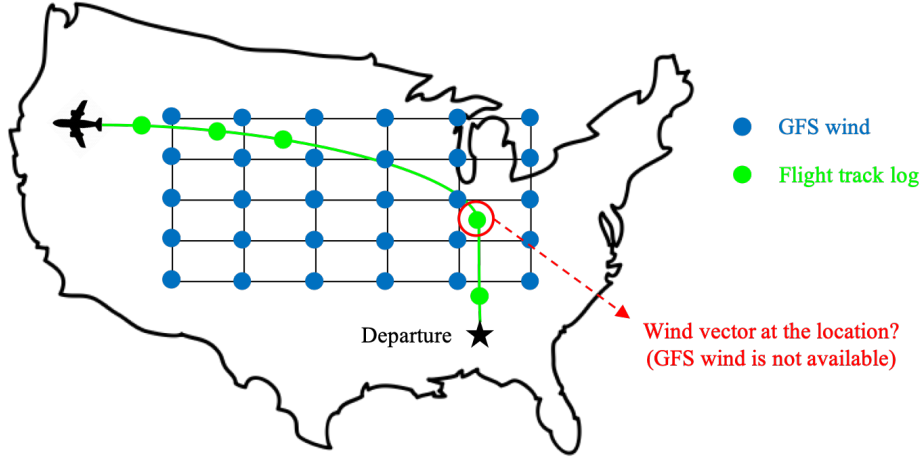 GFS wind
Flight track log
Departure
Wind vector at the location?
(GFS wind is not available)